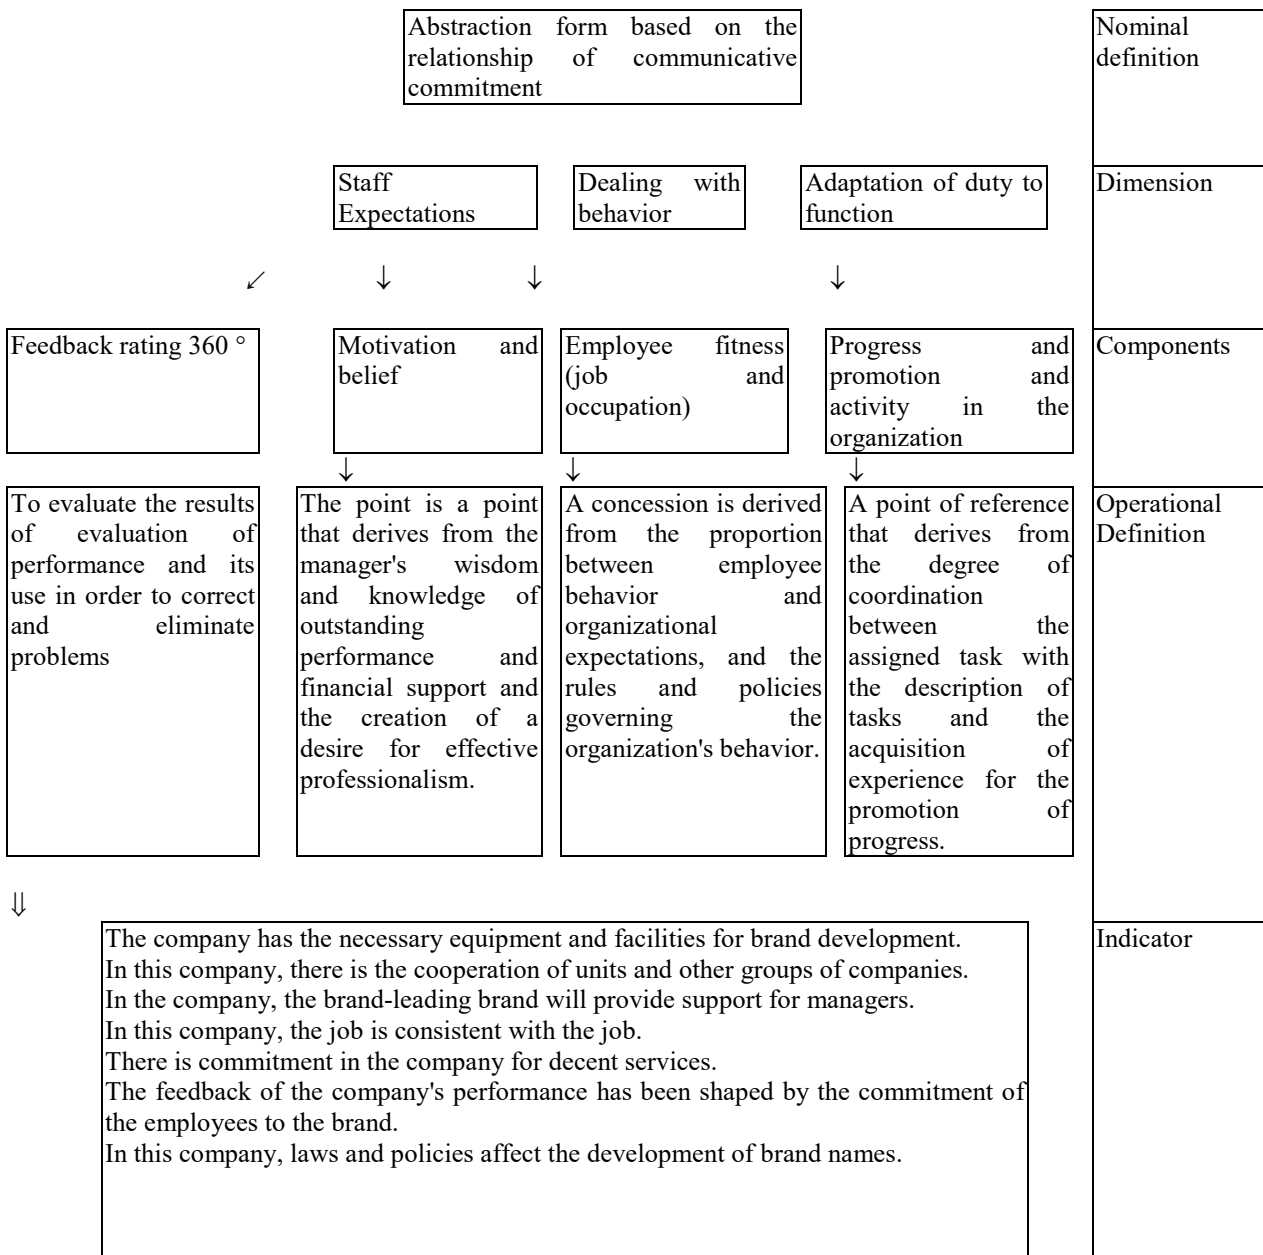 Abstraction form based on the
relationship of communicative
commitment
Nominal
definition
Staff
Expectations
Dealing with
behavior
Adaptation of duty to
function
Dimension
↙ ↓ ↓ ↓
Feedback rating 360 °
Motivation and
belief
Employee fitness
(job and
occupation)
Progress and
promotion and
activity in the
organization
Components
↓ ↓ ↓
To evaluate the results
of evaluation of
performance and its
use in order to correct
and eliminate
problems
The point is a point
that derives from the
manager's wisdom
and knowledge of
outstanding
performance and
financial support and
the creation of a
desire for effective
professionalism.
A concession is derived
from the proportion
between employee
behavior and
organizational
expectations, and the
rules and policies
governing the
organization's behavior.
A point of reference
that derives from
the degree of
coordination
between the
assigned task with
the description of
tasks and the
acquisition of
experience for the
promotion of
progress.
Operational
Definition
⇓
The company has the necessary equipment and facilities for brand development.
In this company, there is the cooperation of units and other groups of companies.
In the company, the brand-leading brand will provide support for managers.
In this company, the job is consistent with the job.
There is commitment in the company for decent services.
The feedback of the company's performance has been shaped by the commitment of
the employees to the brand.
In this company, laws and policies affect the development of brand names.
Indicator